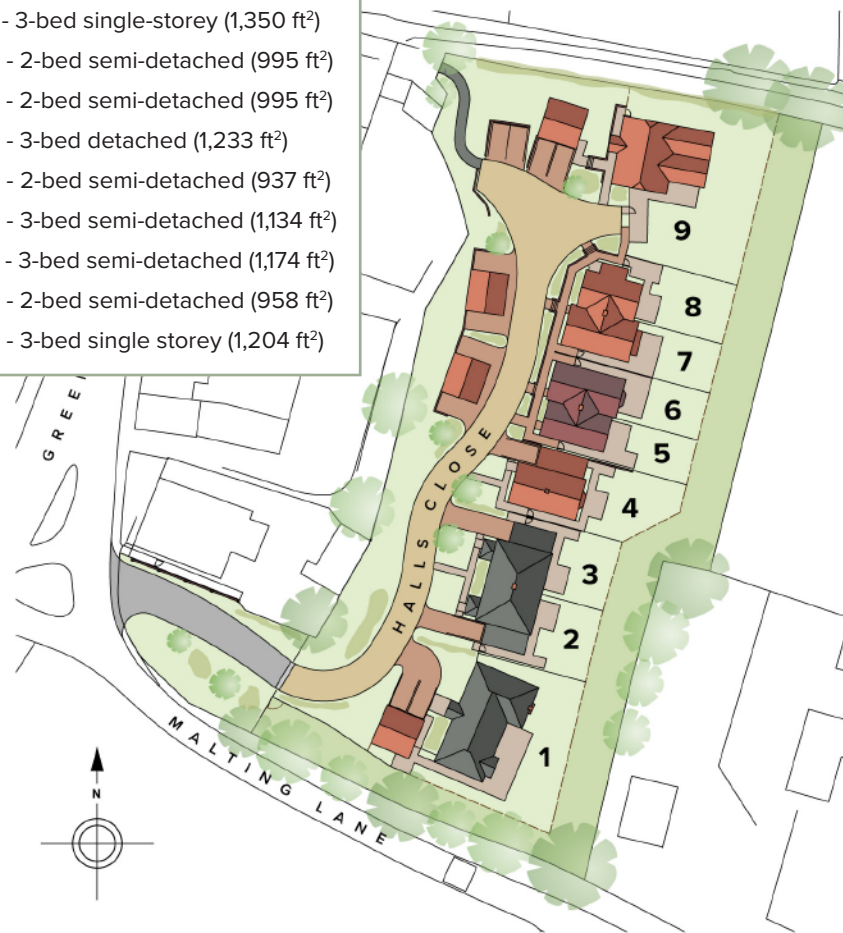 - 3-bed single-storey (1,350 ft²)
- 2-bed semi-detached (995 ft²)
- 2-bed semi-detached (995 ft²)
- 3-bed detached (1,233 ft²)
- 2-bed semi-detached (937 ft²)
- 3-bed semi-detached (1,134 ft²)
- 3-bed semi-detached (1,174 ft²)
- 2-bed semi-detached (958 ft²)
- 3-bed single storey (1,204 ft²)
9
8
7
6
5
4
3
2
1
HALLS CLOSE
MALTING LANE
N